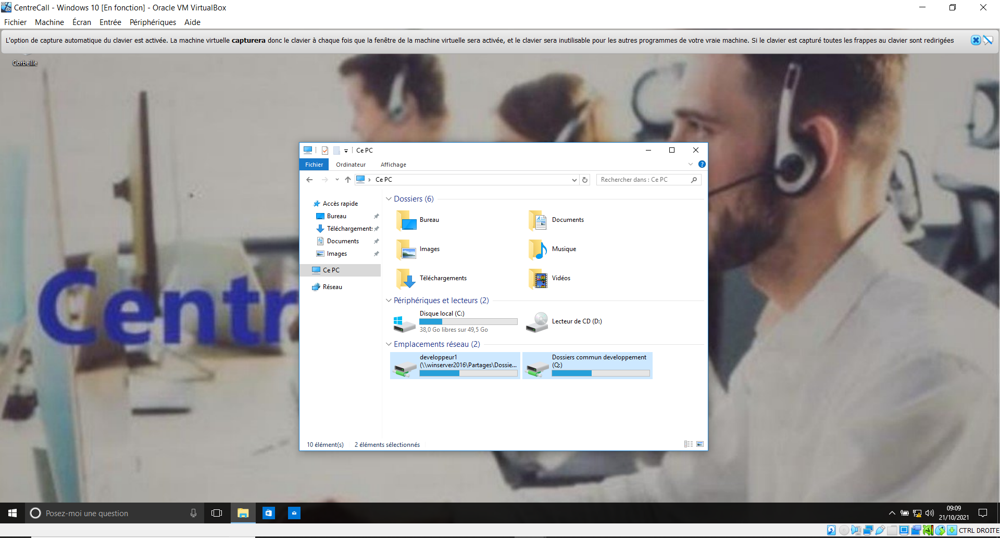 CentreCall - Windows 10 [En fonction] - Oracle VM VirtualBox
Fichier Machine Écran Entrée Périphériques Aide
L'option de capture automatique du clavier est activée. La machine virtuelle capturera donc le clavier à chaque fois que la fenêtre de la machine virtuelle sera activée, et le clavier sera inutilisable pour les autres programmes de votre vraie machine. Si le clavier est capturé toutes les frappes au clavier sont redirigées
Corbeille
Centr
Ce PC
Fichier Ordinateur Affichage
Ce PC
Rechercher dans : Ce PC
Accès rapide
Bureau
Téléchargements
Documents
Images
Ce PC
Réseau
Dossiers (6)
Bureau
Documents
Images
Musique
Téléchargements
Vidéos
Périphériques et lecteurs (2)
Disque local (C:)
38,0 Go libres sur 49,5 Go
Lecteur de CD (D:)
Emplacements réseau (2)
developpeur1
(\\winserver2016\Partages\Dossie...
Dossiers commun developpement
(Q:)
10 élément(s) 2 éléments sélectionnés
Posez-moi une question
09:09
21/10/2021
CTRL DROITE